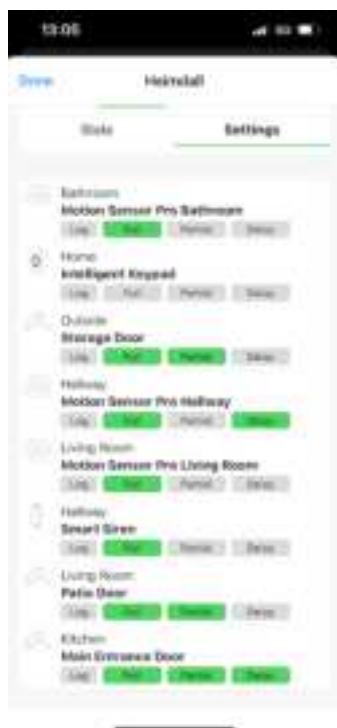 13:05
Done
Heimdall
State
Settings
Bathroom
Motion Sensor Pro Bathroom
Log Full Partial Delay
Home
Intelligent Keypad
Log Full Partial Delay
Outside
Storage Door
Log Full Partial Delay
Hallway
Motion Sensor Pro Hallway
Log Full Partial Delay
Living Room
Motion Sensor Pro Living Room
Log Full Partial Delay
Hallway
Smart Siren
Log Full Partial Delay
Living Room
Patio Door
Log Full Partial Delay
Kitchen
Main Entrance Door
Log Full Partial Delay